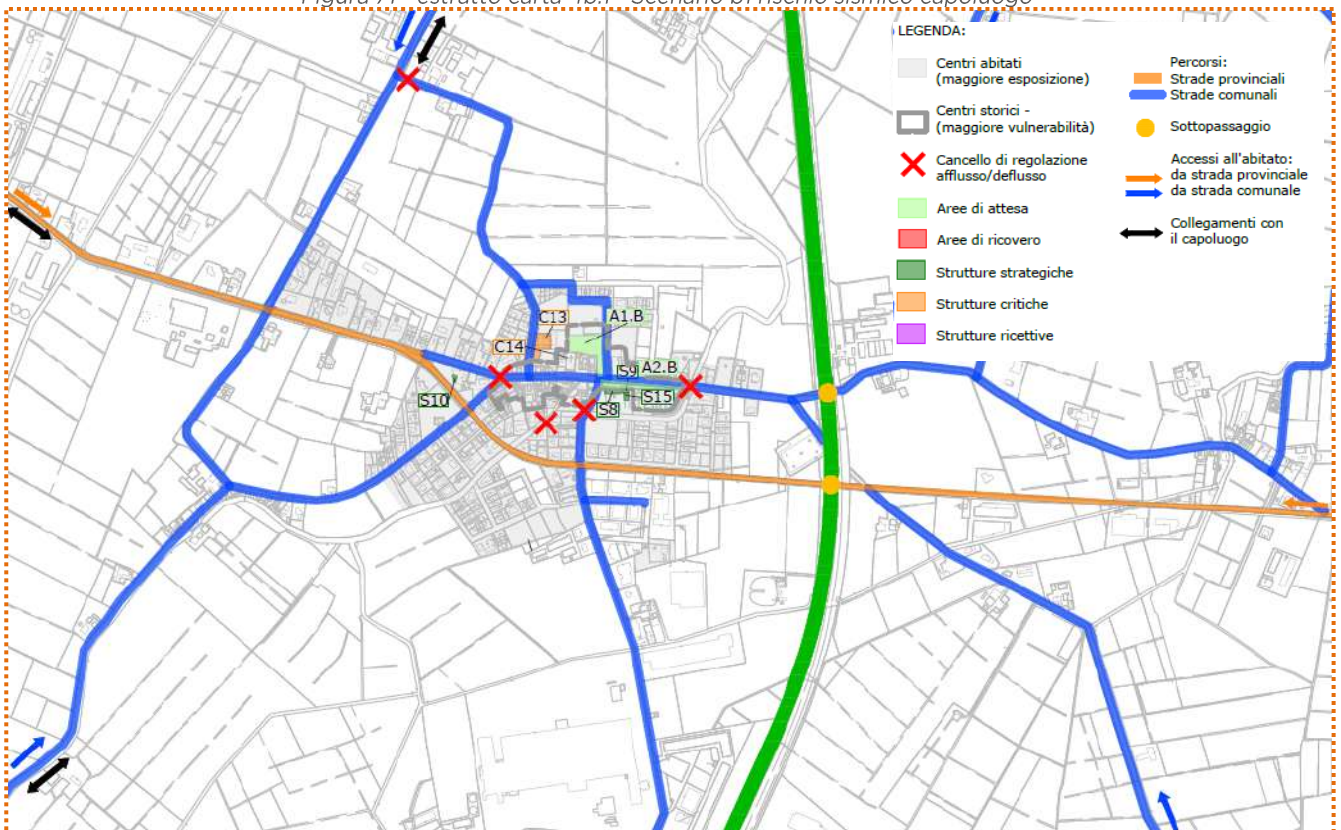 LEGENDA:
Centri abitati
(maggiore esposizione)
Centri storici -
(maggiore vulnerabilità)
Cancello di regolazione
afflusso/deflusso
Aree di attesa
Aree di ricovero
Strutture strategiche
Strutture critiche
Strutture ricettive
Percorsi:
Strade provinciali
Strade comunali
Sottopassaggio
Accessi all'abitato:
da strada provinciale
da strada comunale
Collegamenti con
il capoluogo
C13
A1.B
C14
S9
A2.B
S10
S8
S15